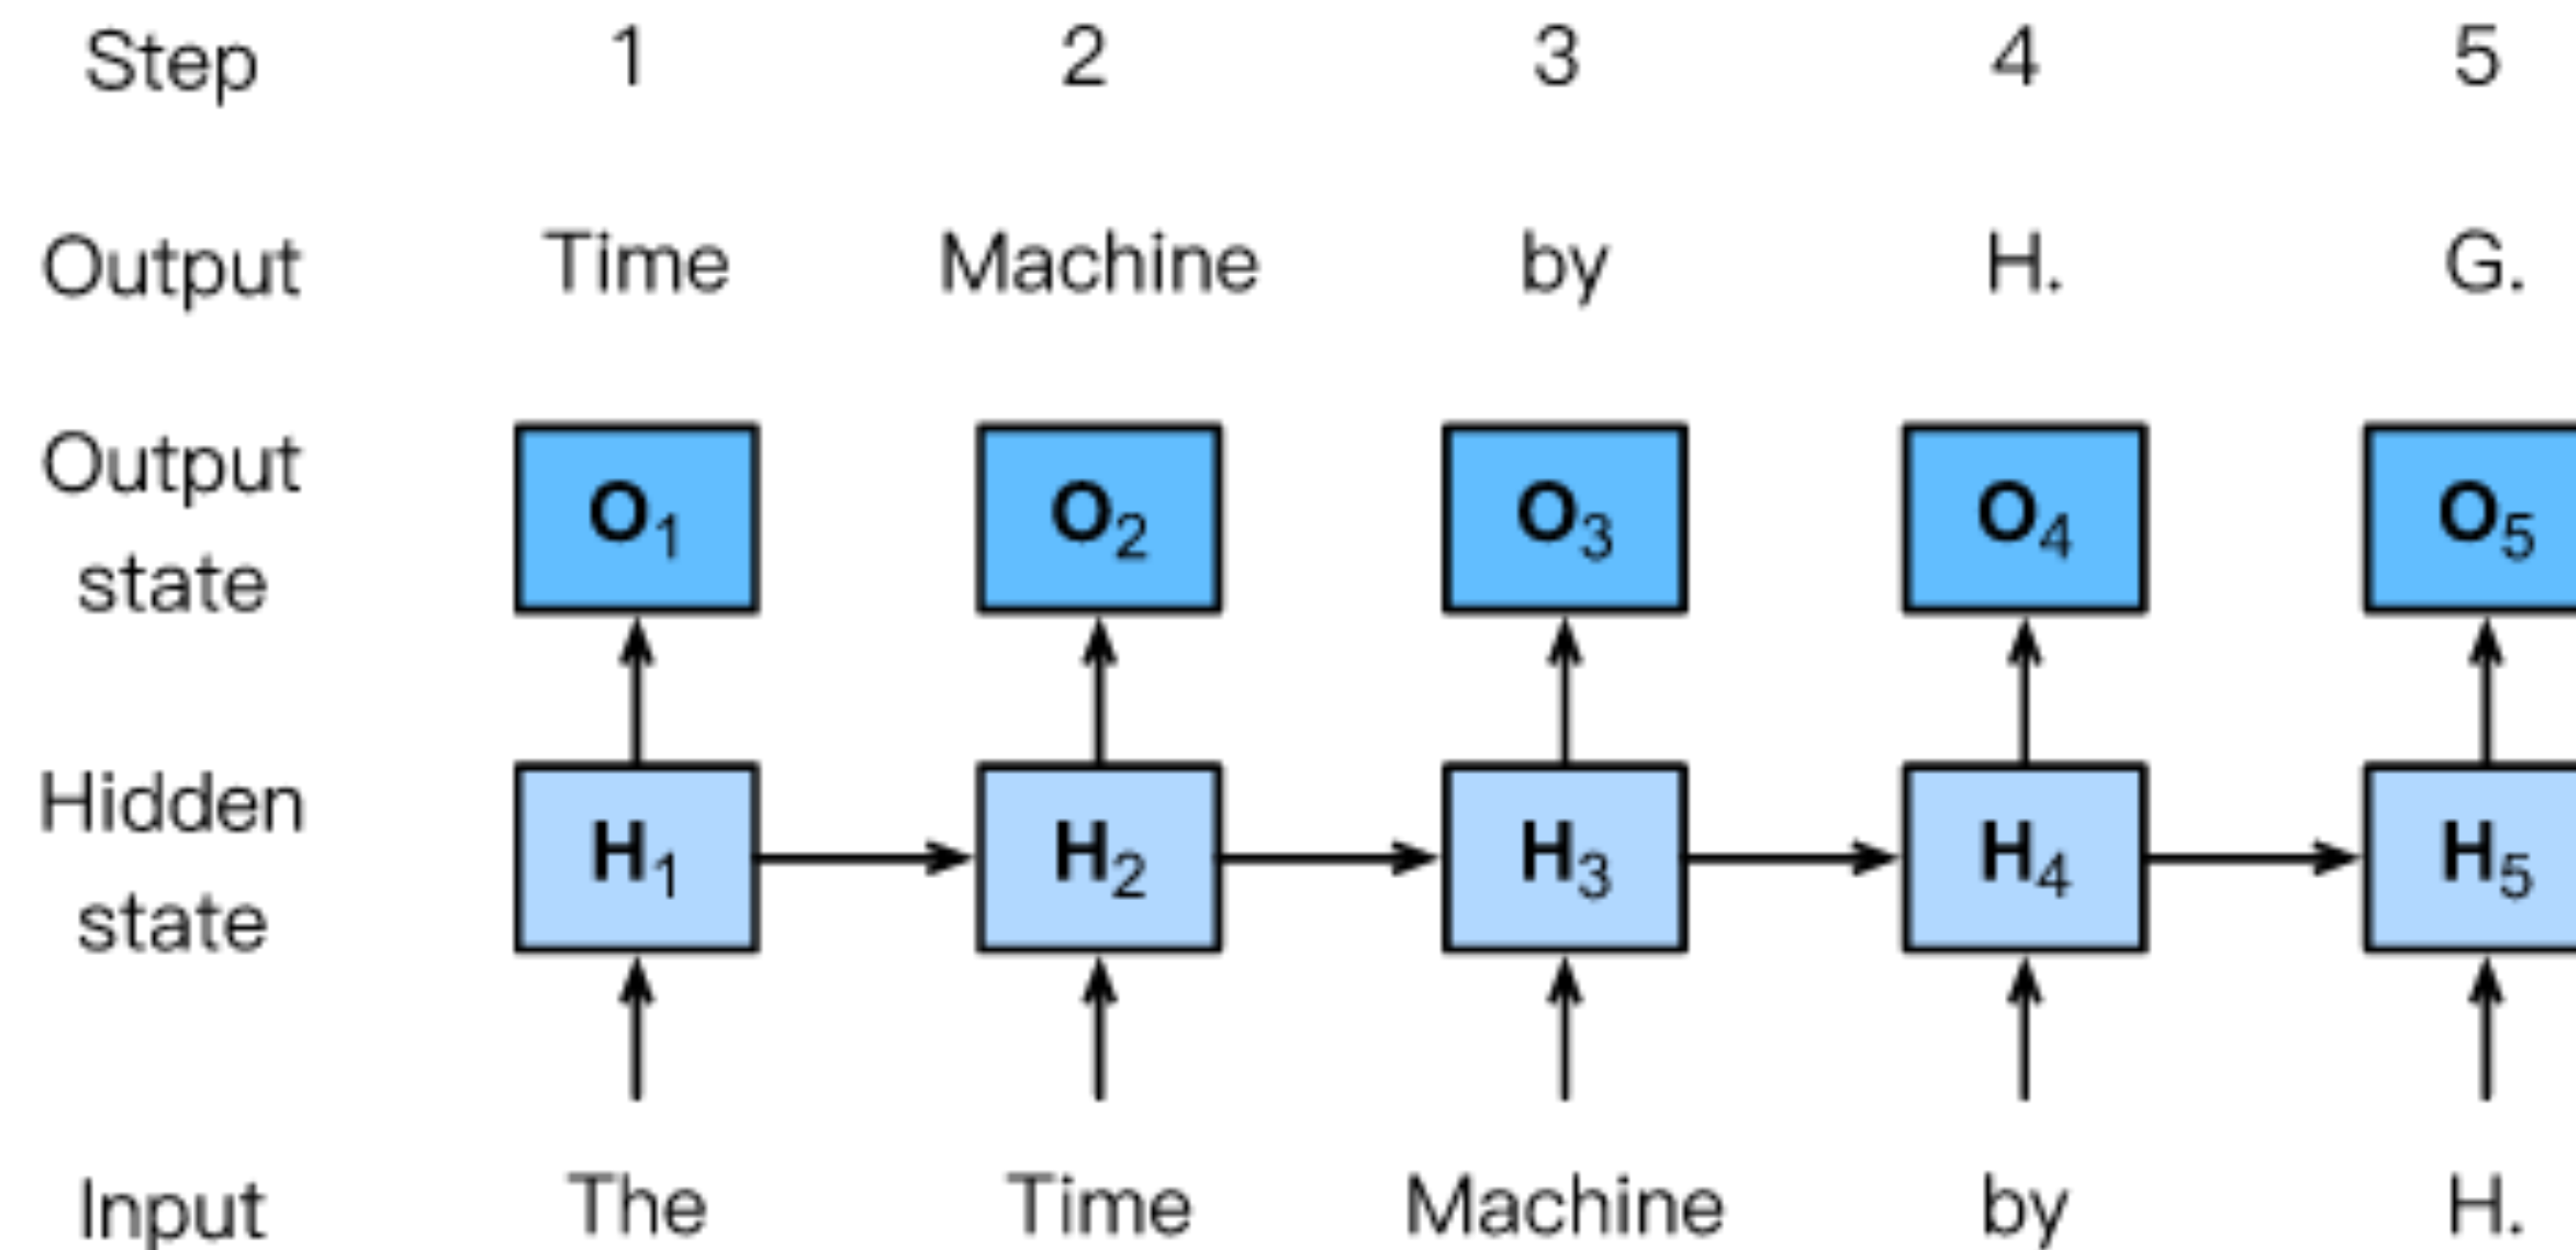 Step 1 2 3 4 5
Output Time Machine by H. G.
Output state O1 O2 O3 O4 O5
Hidden state H1 H2 H3 H4 H5
Input The Time Machine by H.